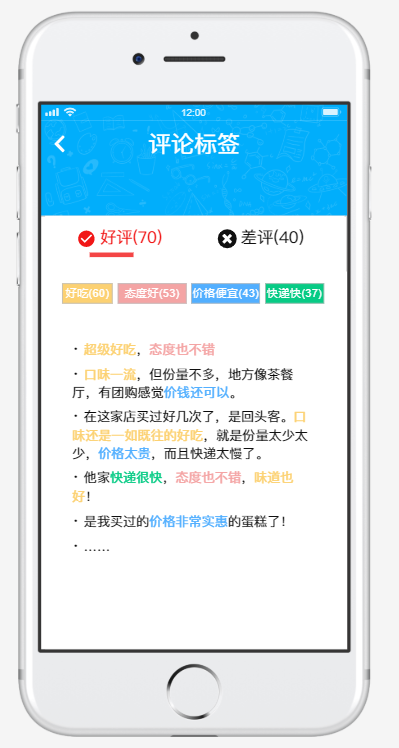 12:00
评论标签
好评(70) 差评(40)
好吃(60) 态度好(53) 价格便宜(43) 快递快(37)
· 超级好吃，态度也不错
· 口味一流，但份量不多，地方像茶餐
厅，有团购感觉价钱还可以。
· 在这家店买过好几次了，是回头客。口
味还是一如既往的好吃，就是份量太少太
少，价格太贵，而且快递太慢了。
· 他家快递很快，态度也不错，味道也
好！
· 是我买过的价格非常实惠的蛋糕了！
· ……